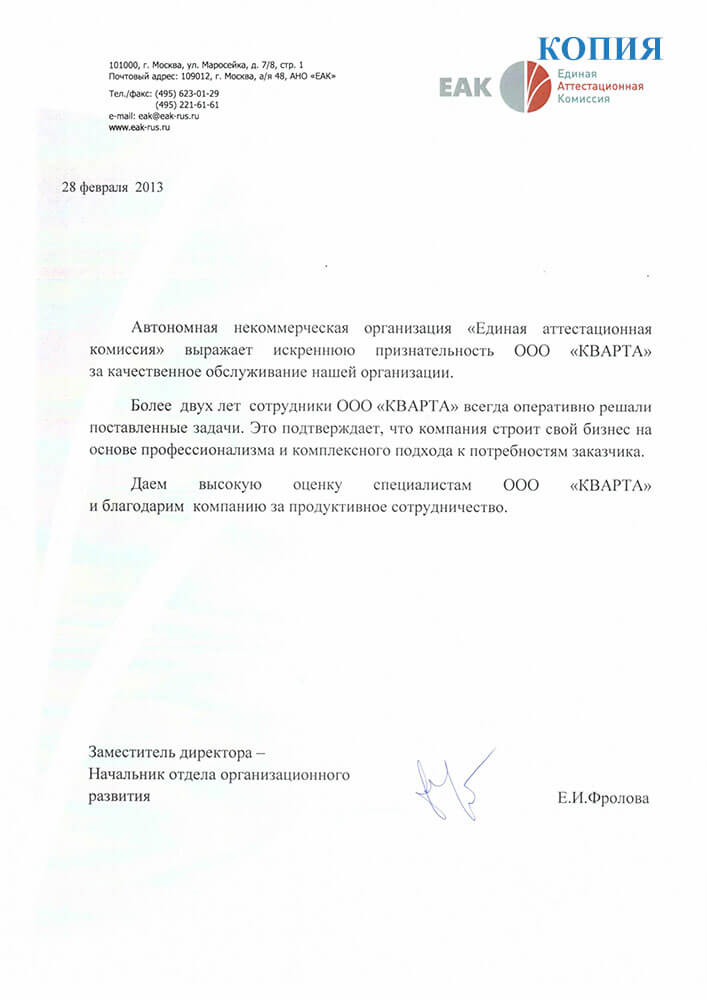 КОПИЯ
101000, г. Москва, ул. Маросейка, д. 7/8, стр. 1
Почтовый адрес: 109012, г. Москва, а/я 48, АНО «ЕАК»
Тел./факс: (495) 623-01-29
(495) 221-61-61
e-mail: eak@eak-rus.ru
www.eak-rus.ru
ЕАК
Единая
Аттестационная
Комиссия
28 февраля 2013
Автономная некоммерческая организация «Единая аттестационная
комиссия» выражает искреннюю признательность ООО «КВАРТА»
за качественное обслуживание нашей организации.
Более двух лет сотрудники ООО «КВАРТА» всегда оперативно решали
поставленные задачи. Это подтверждает, что компания строит свой бизнес на
основе профессионализма и комплексного подхода к потребностям заказчика.
Даем высокую оценку специалистам ООО «КВАРТА»
и благодарим компанию за продуктивное сотрудничество.
Заместитель директора –
Начальник отдела организационного
развития
Е.И.Фролова